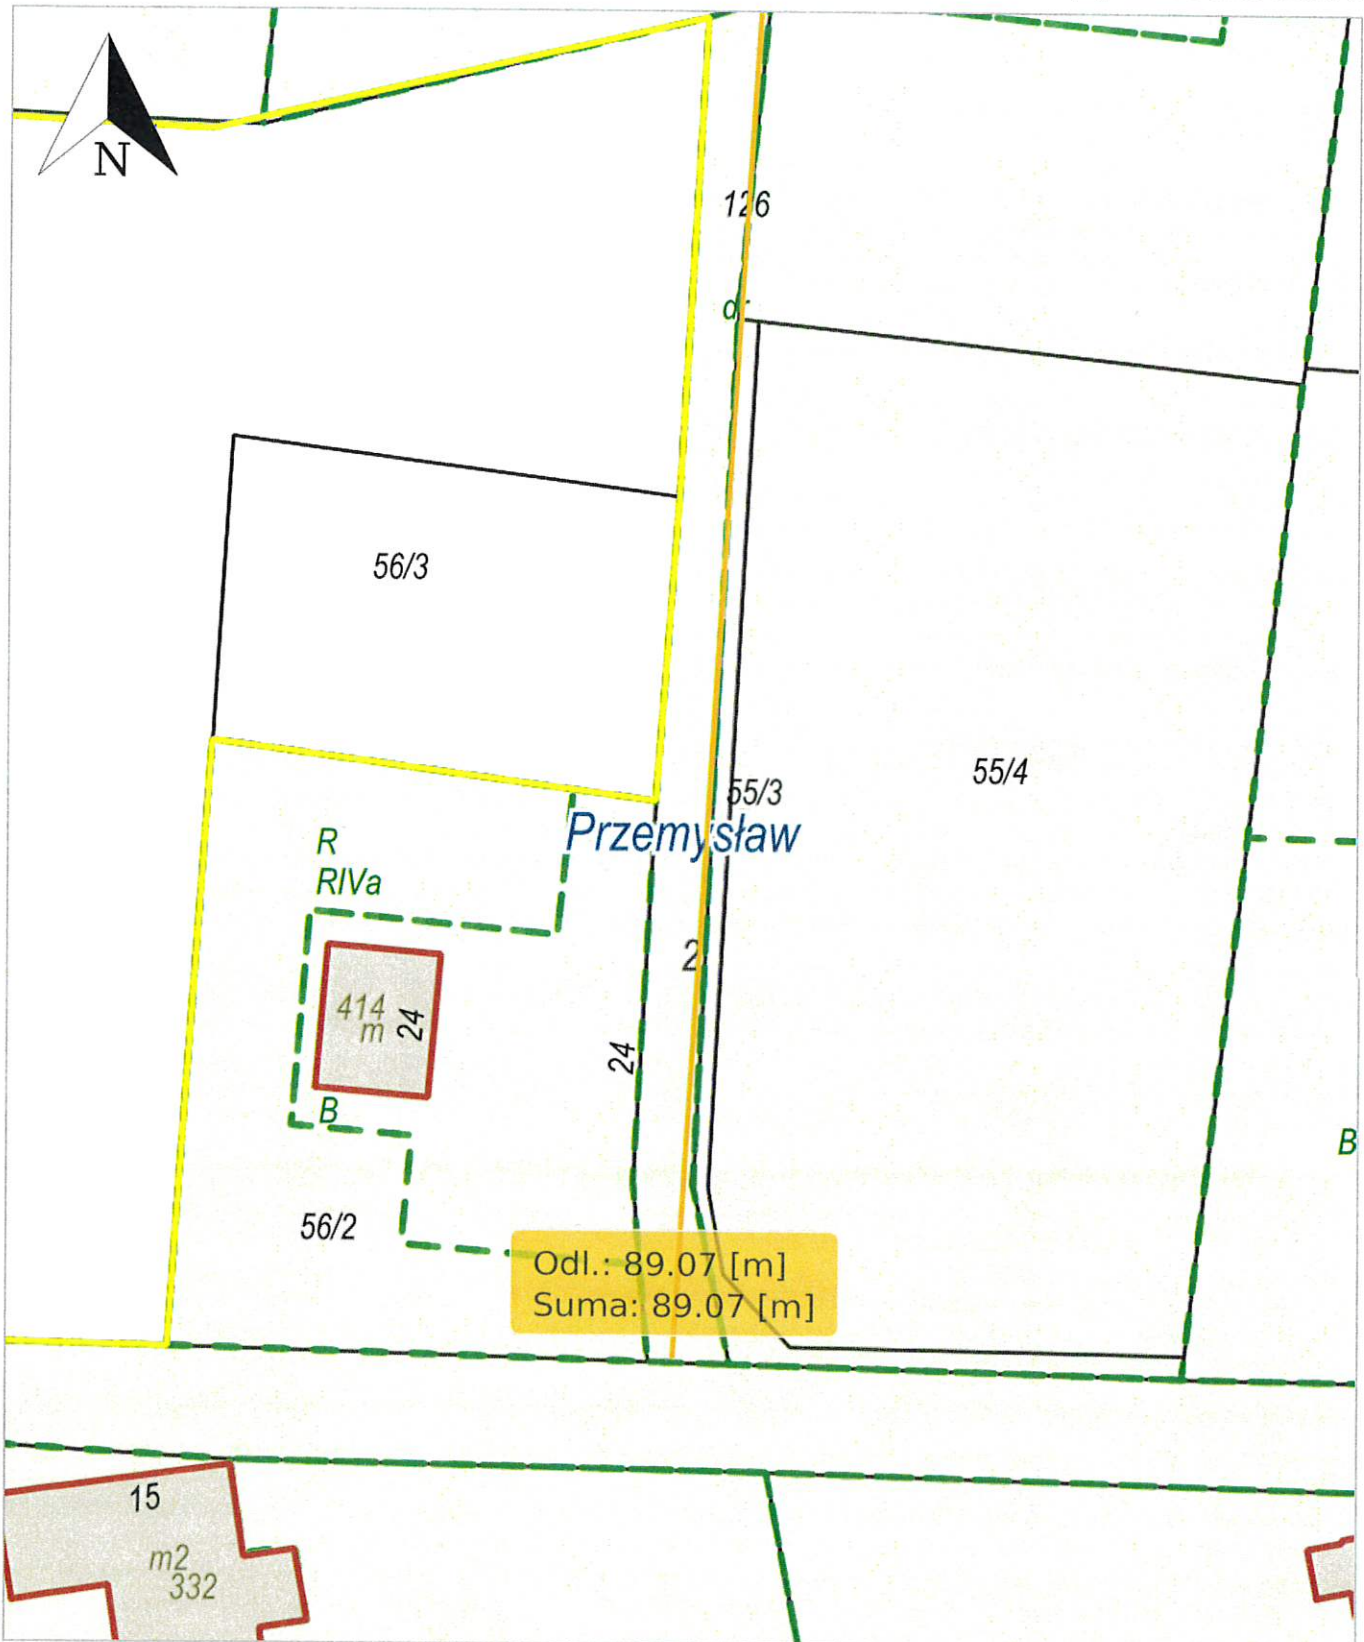 N
126
dr
56/3
55/3
55/4
Przemysław
R
RIVa
2
414
m
24
24
B
B
56/2
Odl.: 89.07 [m]
Suma: 89.07 [m]
15
m2
332